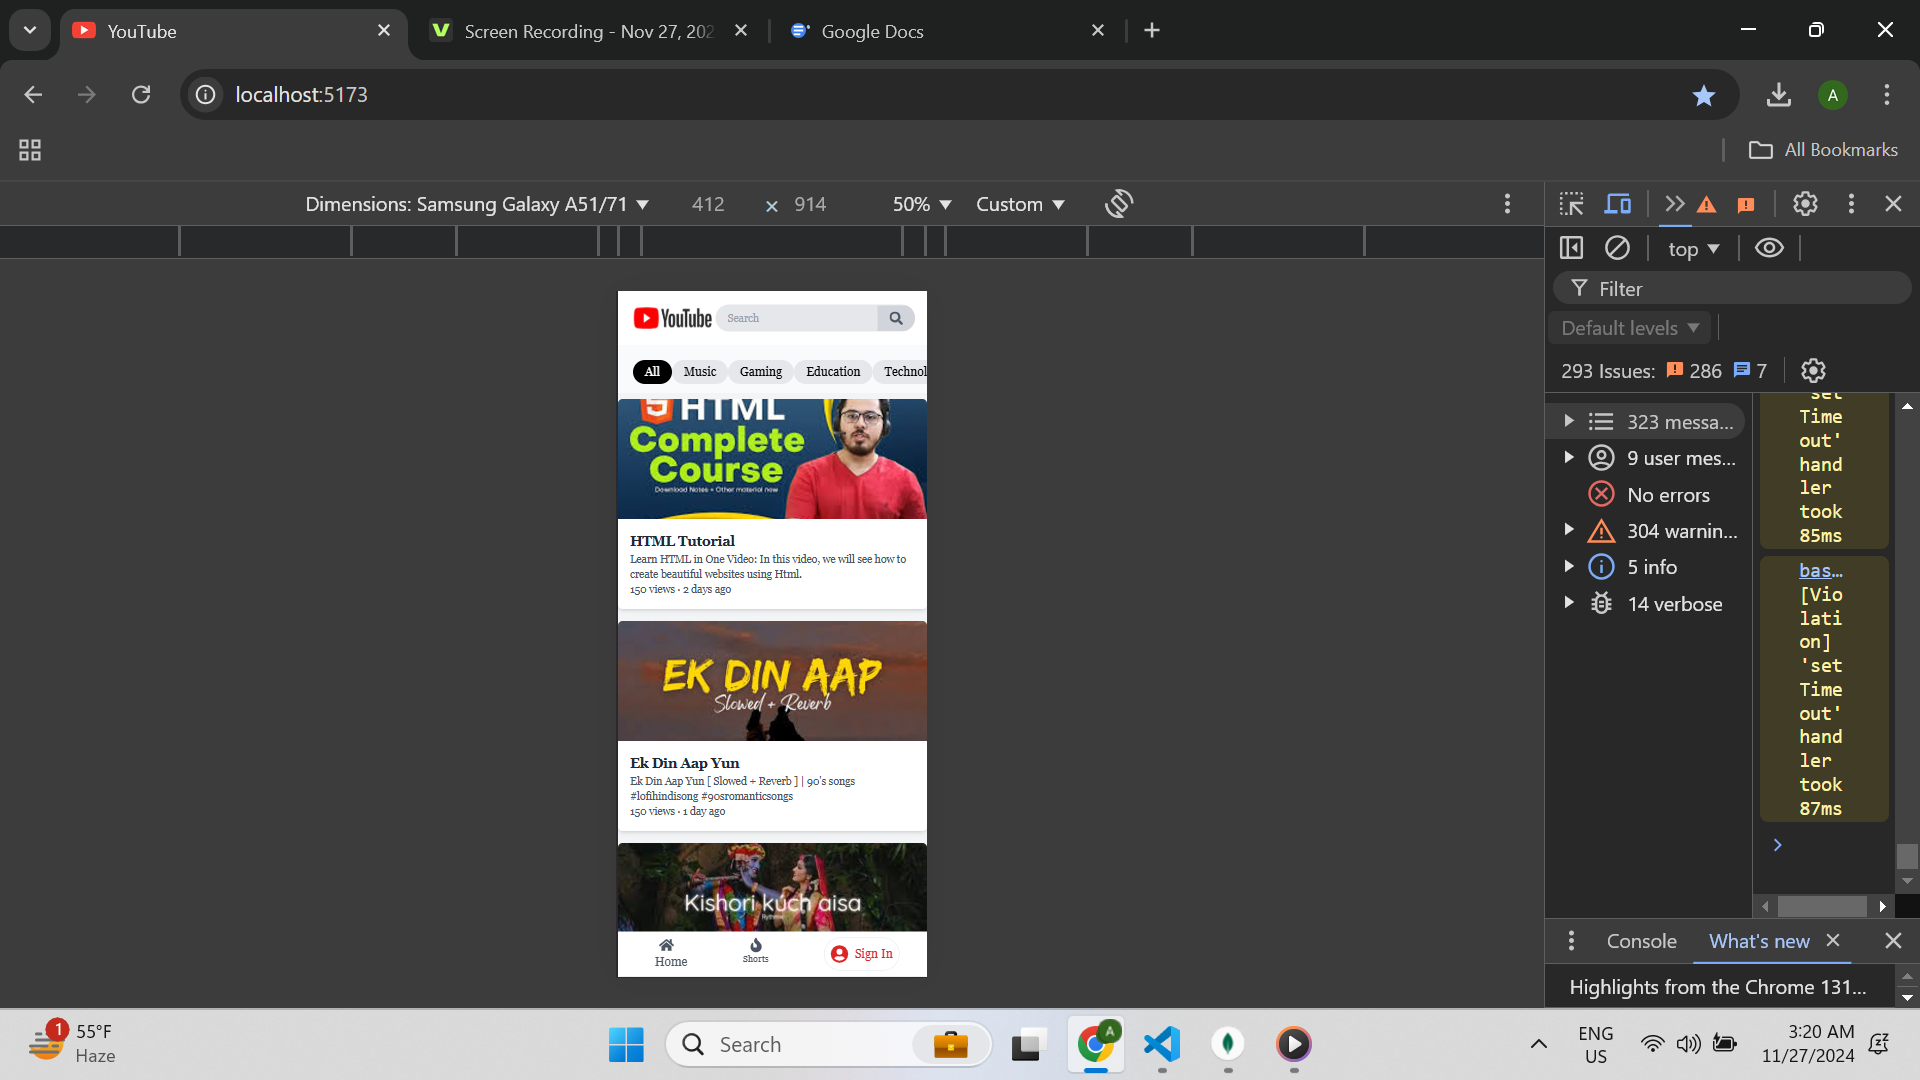 YouTube
Screen Recording - Nov 27, 202
Google Docs
localhost:5173
A
All Bookmarks
Dimensions: Samsung Galaxy A51/71
412
×
914
50%
Custom
top
Filter
Default levels
293 Issues:
286
7
323 messa...
9 user mes...
No errors
304 warnin...
5 info
14 verbose
'set
Time
out'
hand
ler
took
85ms
bas…
[Vio
lati
on]
'set
Time
out'
hand
ler
took
87ms
Console
What's new
Highlights from the Chrome 131...
YouTube
Search
All
Music
Gaming
Education
Technol
HTML
Complete
Course
Download Notes + Other material now
HTML Tutorial
Learn HTML in One Video: In this video, we will see how to
create beautiful websites using Html.
150 views · 2 days ago
EK DIN AAP
Slowed + Reverb
Ek Din Aap Yun
Ek Din Aap Yun [ Slowed + Reverb ] | 90's songs
#lofihindisong #90sromanticsongs
150 views · 1 day ago
Kishori kuch aisa
Home
Shorts
Sign In
1
55°F
Haze
Search
A
ENG
US
3:20 AM
11/27/2024